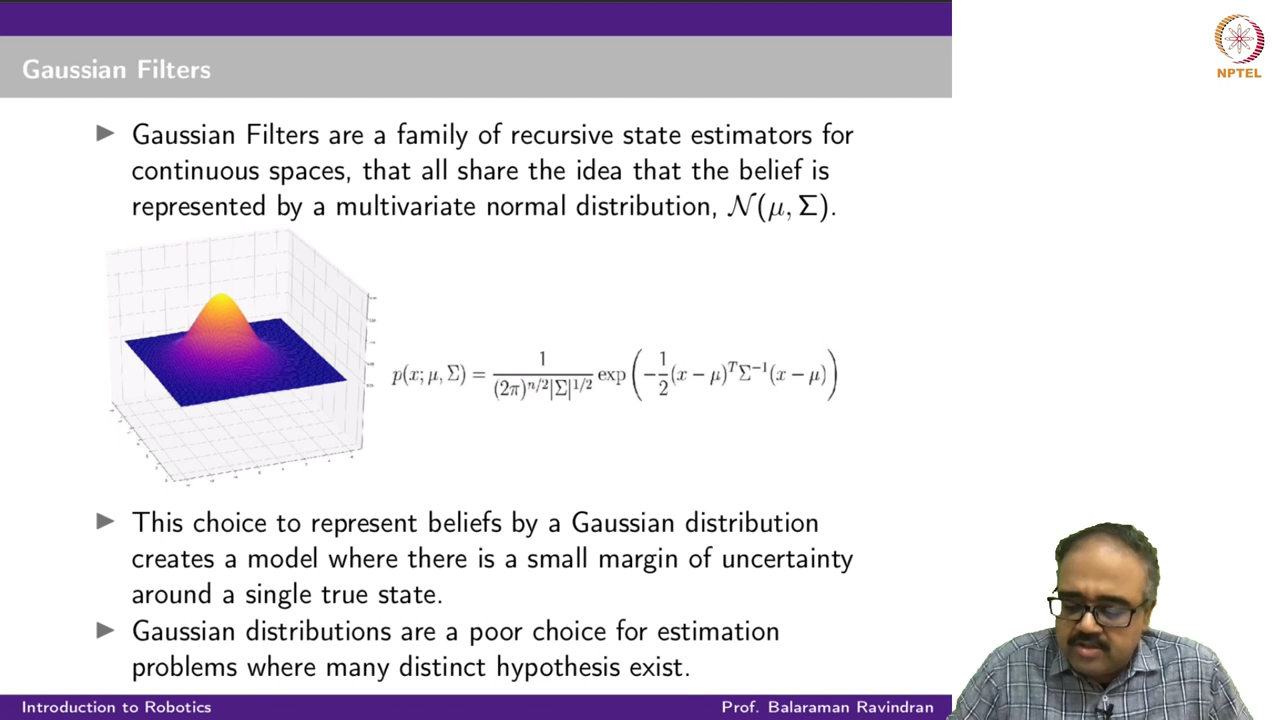 NPTEL
Gaussian Filters
Gaussian Filters are a family of recursive state estimators for
continuous spaces, that all share the idea that the belief is
represented by a multivariate normal distribution, 𝒩(μ, Σ).
p(x; μ, Σ) = 1/((2π)^{n/2}|Σ|^{1/2}) exp(−1/2(x − μ)^T Σ^{−1}(x − μ))
This choice to represent beliefs by a Gaussian distribution
creates a model where there is a small margin of uncertainty
around a single true state.
Gaussian distributions are a poor choice for estimation
problems where many distinct hypothesis exist.
Introduction to Robotics
Prof. Balaraman Ravindran